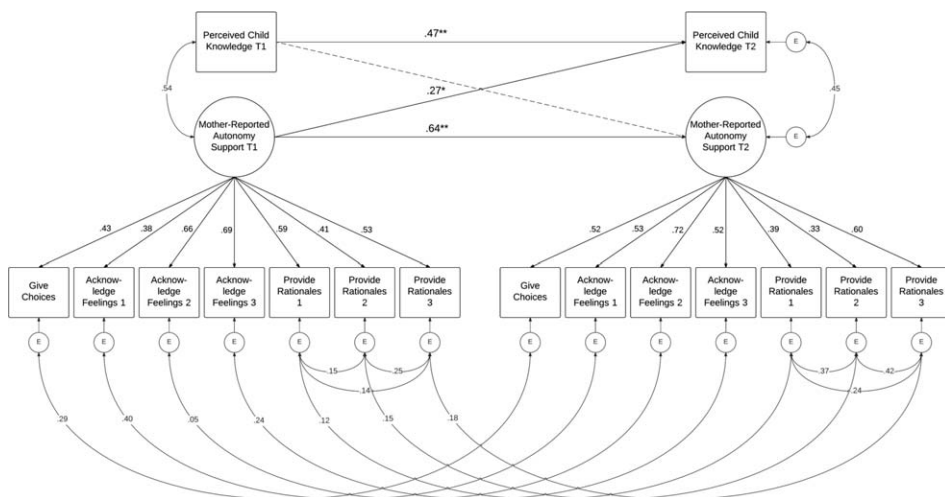 Perceived Child
Knowledge T1
.47**
Perceived Child
Knowledge T2
E
.54
.27*
.45
Mother-Reported
Autonomy
Support T1
.64**
Mother-Reported
Autonomy
Support T2
E
.43
.38
.66
.69
.59
.41
.53
.52
.53
.72
.52
.39
.33
.60
Give
Choices
Acknow-
ledge
Feelings 1
Acknow-
ledge
Feelings 2
Acknow-
ledge
Feelings 3
Provide
Rationales
1
Provide
Rationales
2
Provide
Rationales
3
Give
Choices
Acknow-
ledge
Feelings 1
Acknow-
ledge
Feelings 2
Acknow-
ledge
Feelings 3
Provide
Rationales
1
Provide
Rationales
2
Provide
Rationales
3
E
E
E
E
E
E
E
E
E
E
E
E
E
E
.15
.25
.14
.37
.42
.24
.29
.40
.05
.24
.12
.15
.18